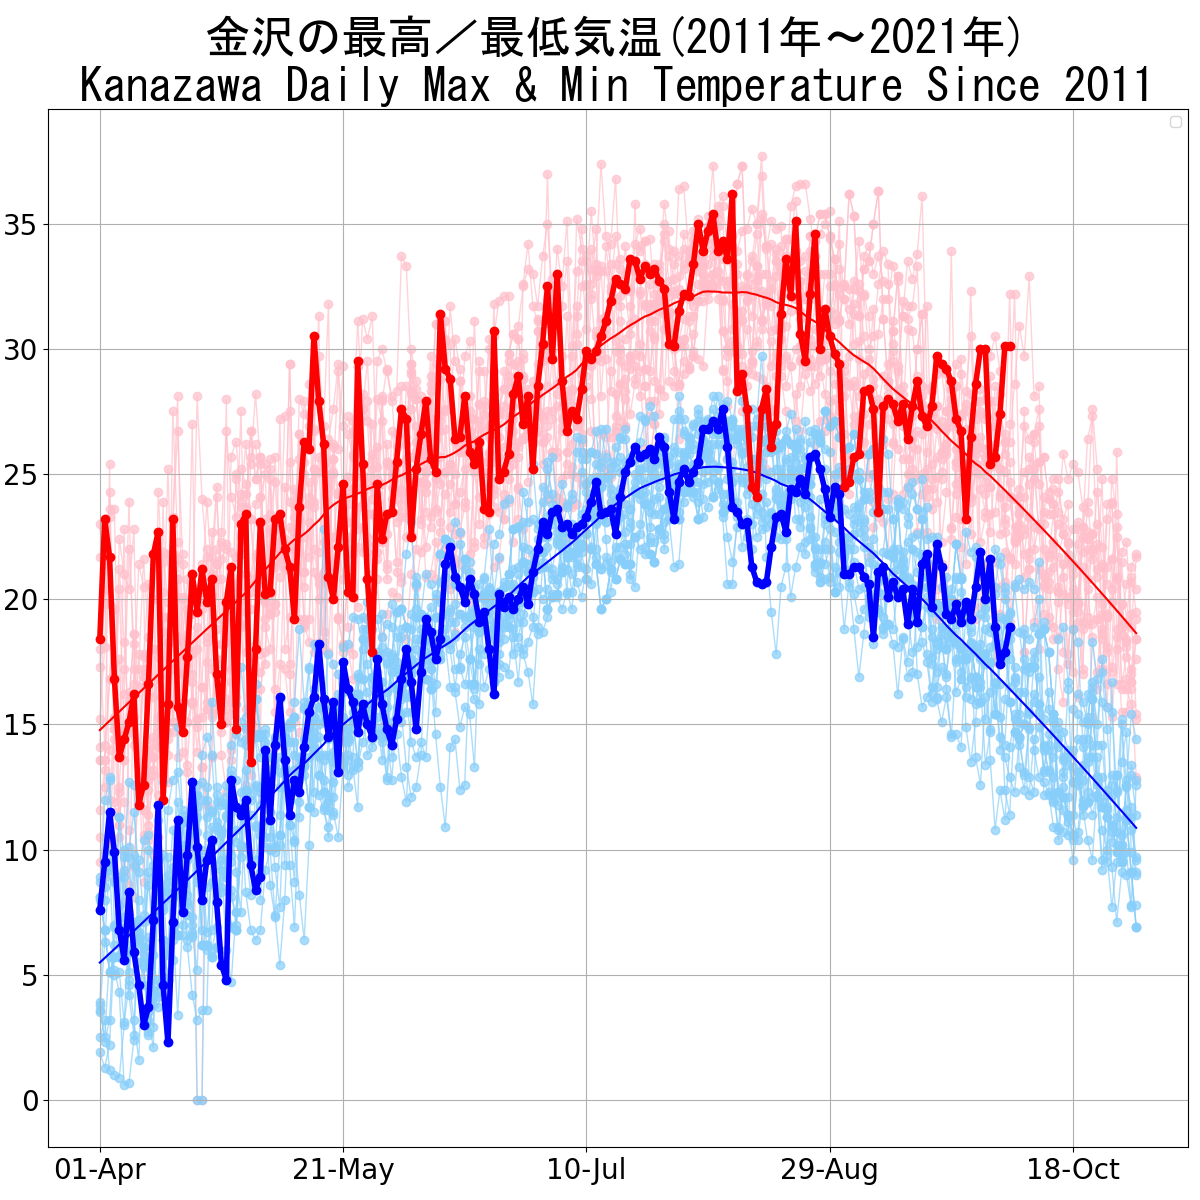 金沢の最高／最低気温(2011年～2021年)
Kanazawa Daily Max & Min Temperature Since 2011
35
30
25
20
15
10
5
0
01-Apr 21-May 10-Jul 29-Aug 18-Oct